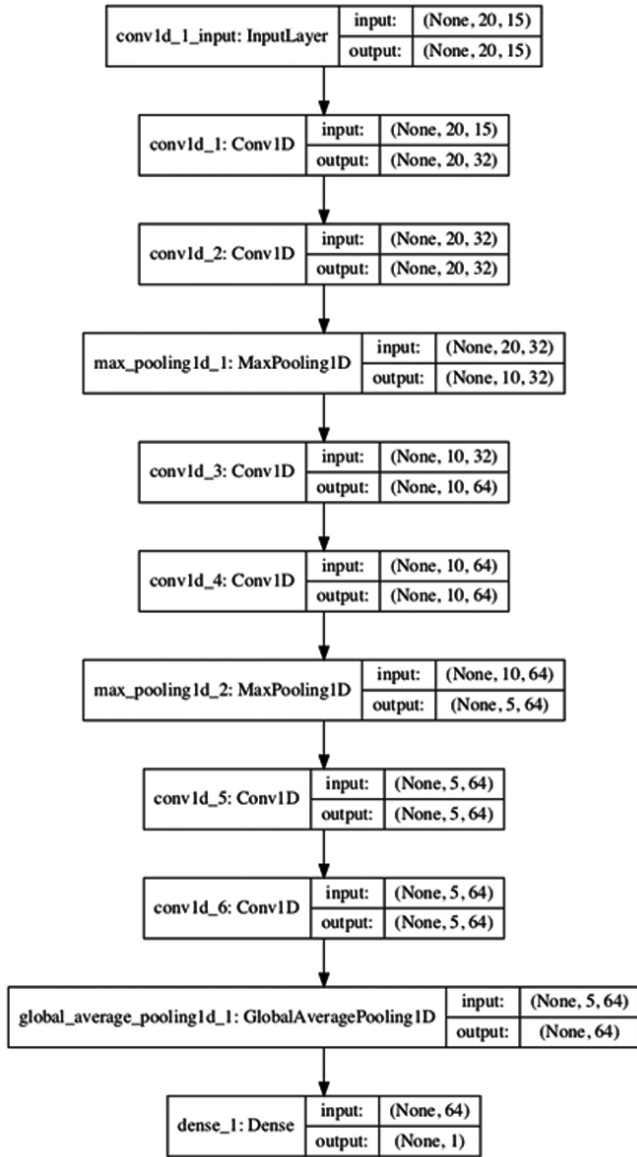 conv1d_1_input: InputLayer
input: (None, 20, 15)
output: (None, 20, 15)
conv1d_1: Conv1D
input: (None, 20, 15)
output: (None, 20, 32)
conv1d_2: Conv1D
input: (None, 20, 32)
output: (None, 20, 32)
max_pooling1d_1: MaxPooling1D
input: (None, 20, 32)
output: (None, 10, 32)
conv1d_3: Conv1D
input: (None, 10, 32)
output: (None, 10, 64)
conv1d_4: Conv1D
input: (None, 10, 64)
output: (None, 10, 64)
max_pooling1d_2: MaxPooling1D
input: (None, 10, 64)
output: (None, 5, 64)
conv1d_5: Conv1D
input: (None, 5, 64)
output: (None, 5, 64)
conv1d_6: Conv1D
input: (None, 5, 64)
output: (None, 5, 64)
global_average_pooling1d_1: GlobalAveragePooling1D
input: (None, 5, 64)
output: (None, 64)
dense_1: Dense
input: (None, 64)
output: (None, 1)